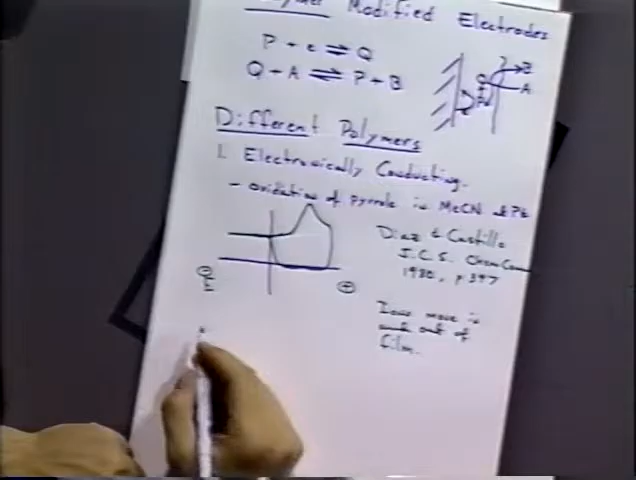 Polymer Modified Electrodes
P + e ⇌ Q
Q + A ⇌ P + B
B
A
Different Polymers
1. Electronically Conducting.
- oxidation of pyrrole in MeCN at Pt
Diaz & Castillo
J.C.S. Chem Comm
1980, p 397
⊖
E
⊕
Ions move in
and out of
film.